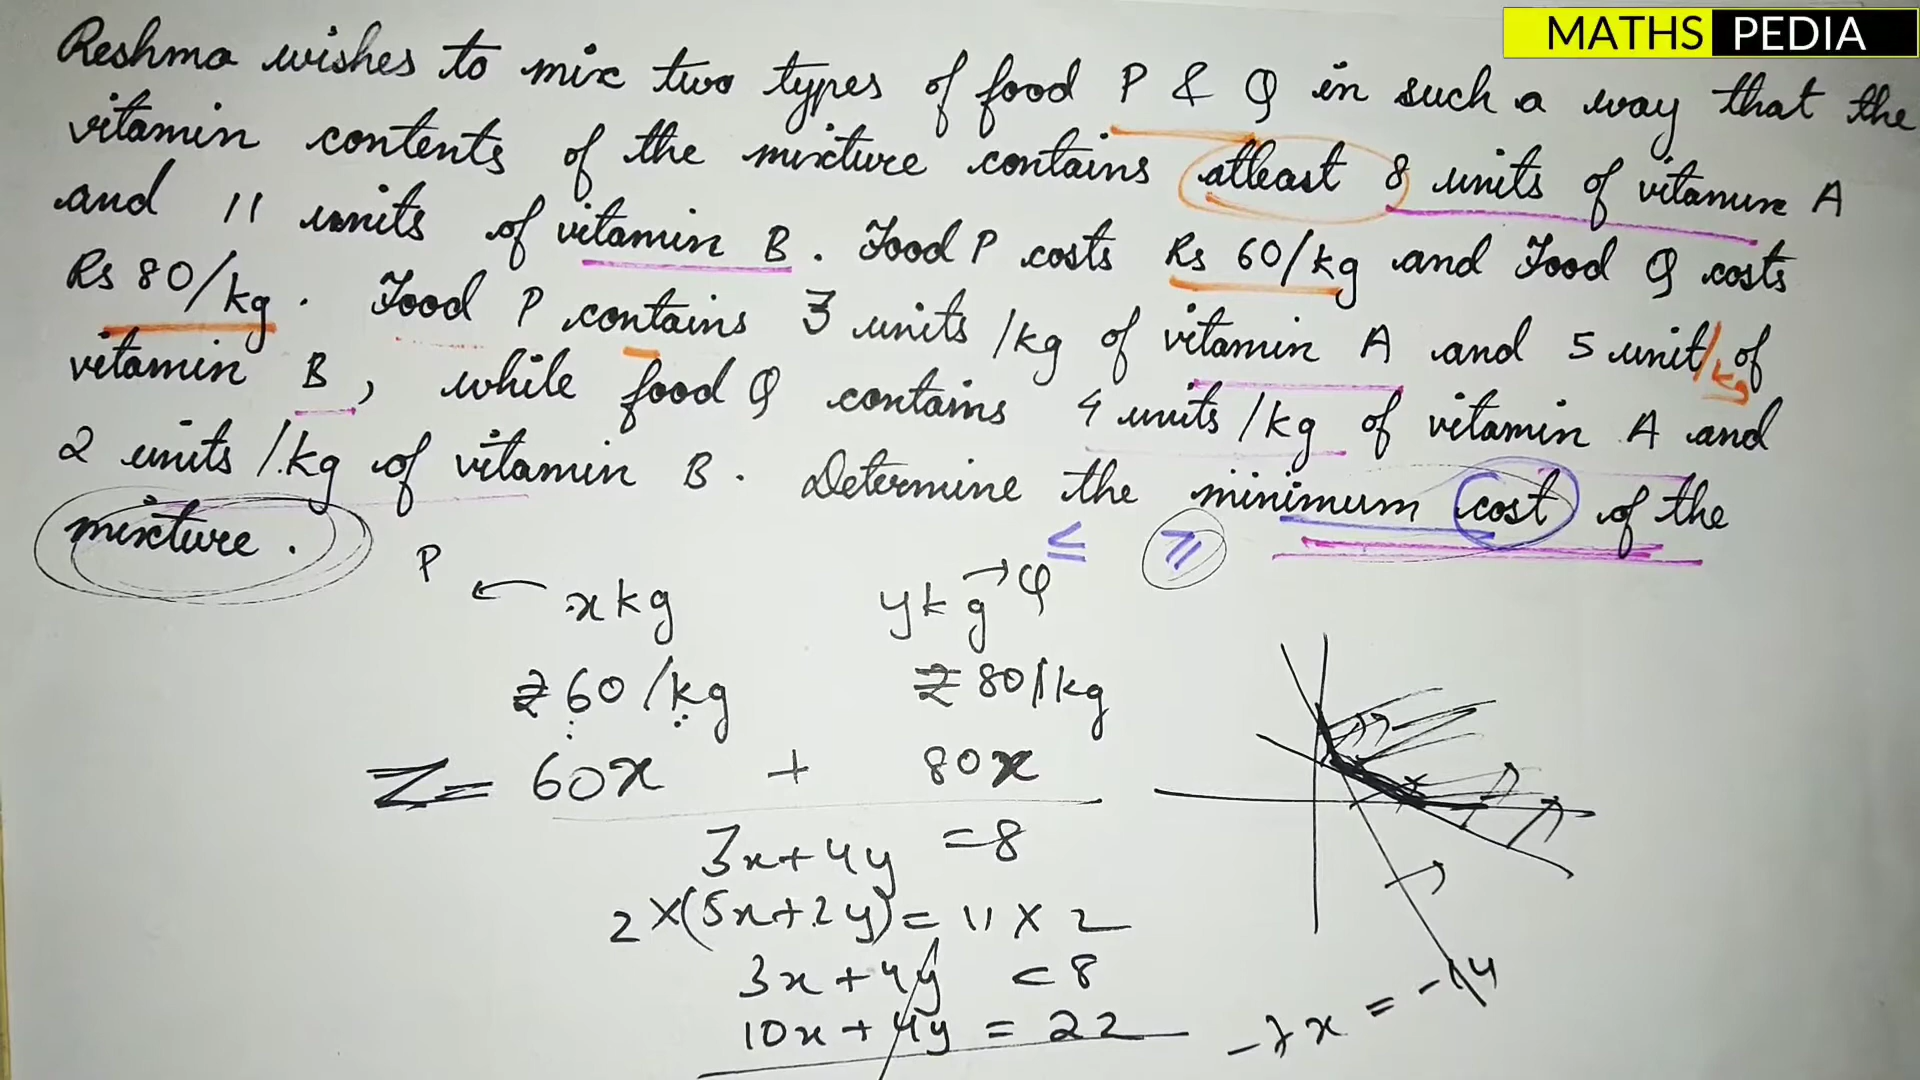 MATHS PEDIA
Reshma wishes to mix two types of food P & Q in such a way that the
vitamin contents of the mixture contains atleast 8 units of vitamin A
and 11 units of vitamin B. Food P costs Rs 60/kg and Food Q costs
Rs 80/kg. Food P contains 3 units /kg of vitamin A and 5 unit/kg of
vitamin B, while food Q contains 4 units /kg of vitamin A and
2 units /kg of vitamin B. Determine the minimum cost of the
mixture.
≤ ≥
P ← x kg y kg → Q
₹ 60 /kg ₹ 80/kg
Z = 60x + 80x
3x + 4y = 8
2 × (5x + 2y) = 11 × 2
3x + 4y = 8
10x + 4y = 22
-7x = -14